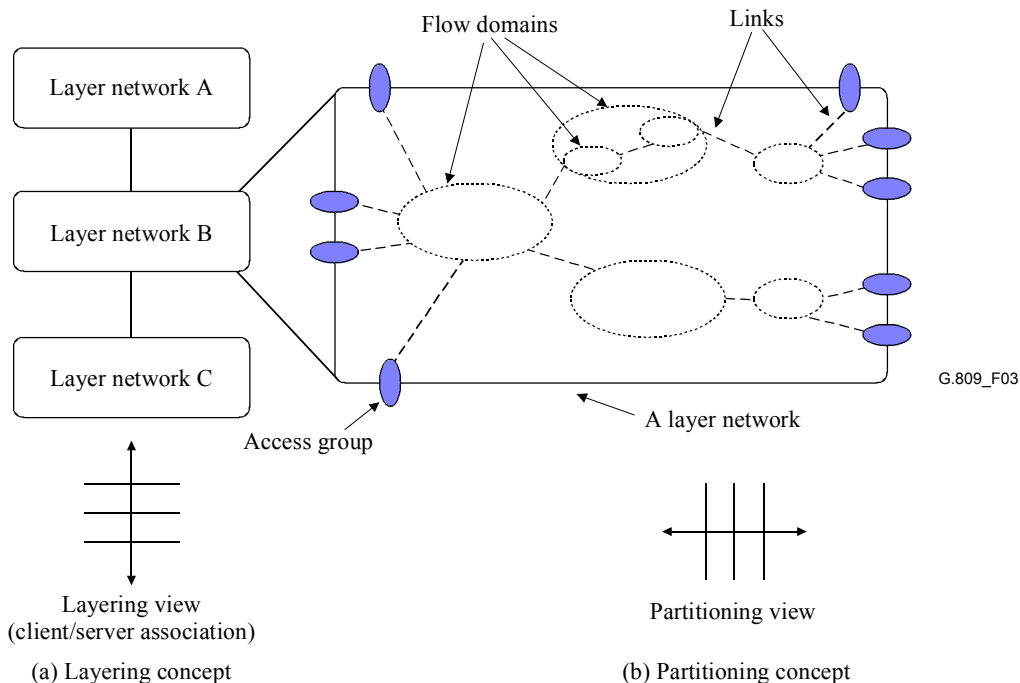 Flow domains
Links
Layer network A
Layer network B
Layer network C
G.809_F03
Access group
A layer network
Layering view
(client/server association)
Partitioning view
(a) Layering concept
(b) Partitioning concept